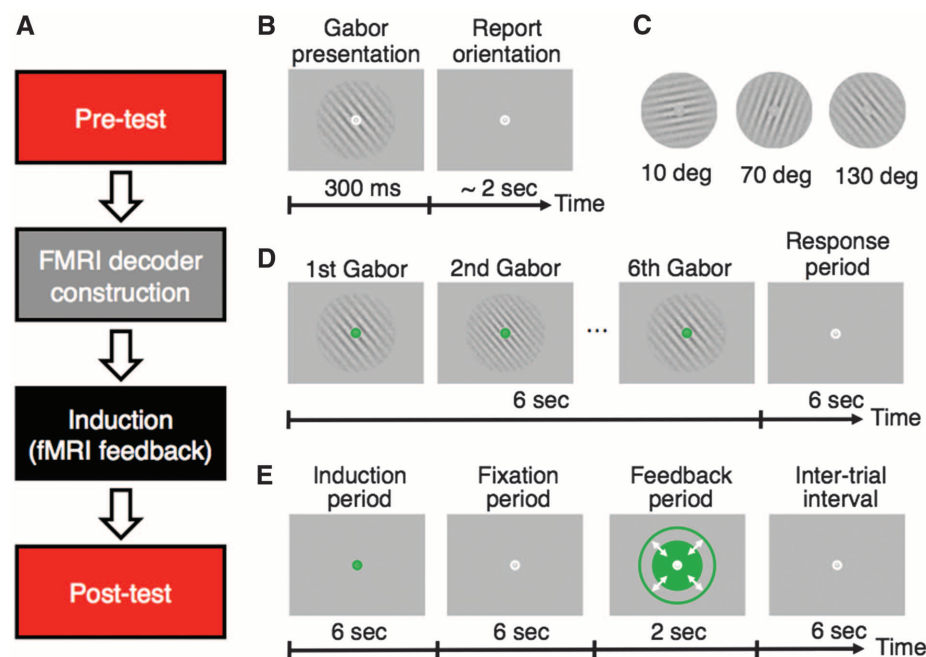 A
Pre-test
FMRI decoder
construction
Induction
(fMRI feedback)
Post-test
B
Gabor
presentation
Report
orientation
300 ms
~ 2 sec
Time
C
10 deg
70 deg
130 deg
D
1st Gabor
2nd Gabor
6th Gabor
Response
period
...
6 sec
6 sec
Time
E
Induction
period
Fixation
period
Feedback
period
Inter-trial
interval
6 sec
6 sec
2 sec
6 sec
Time